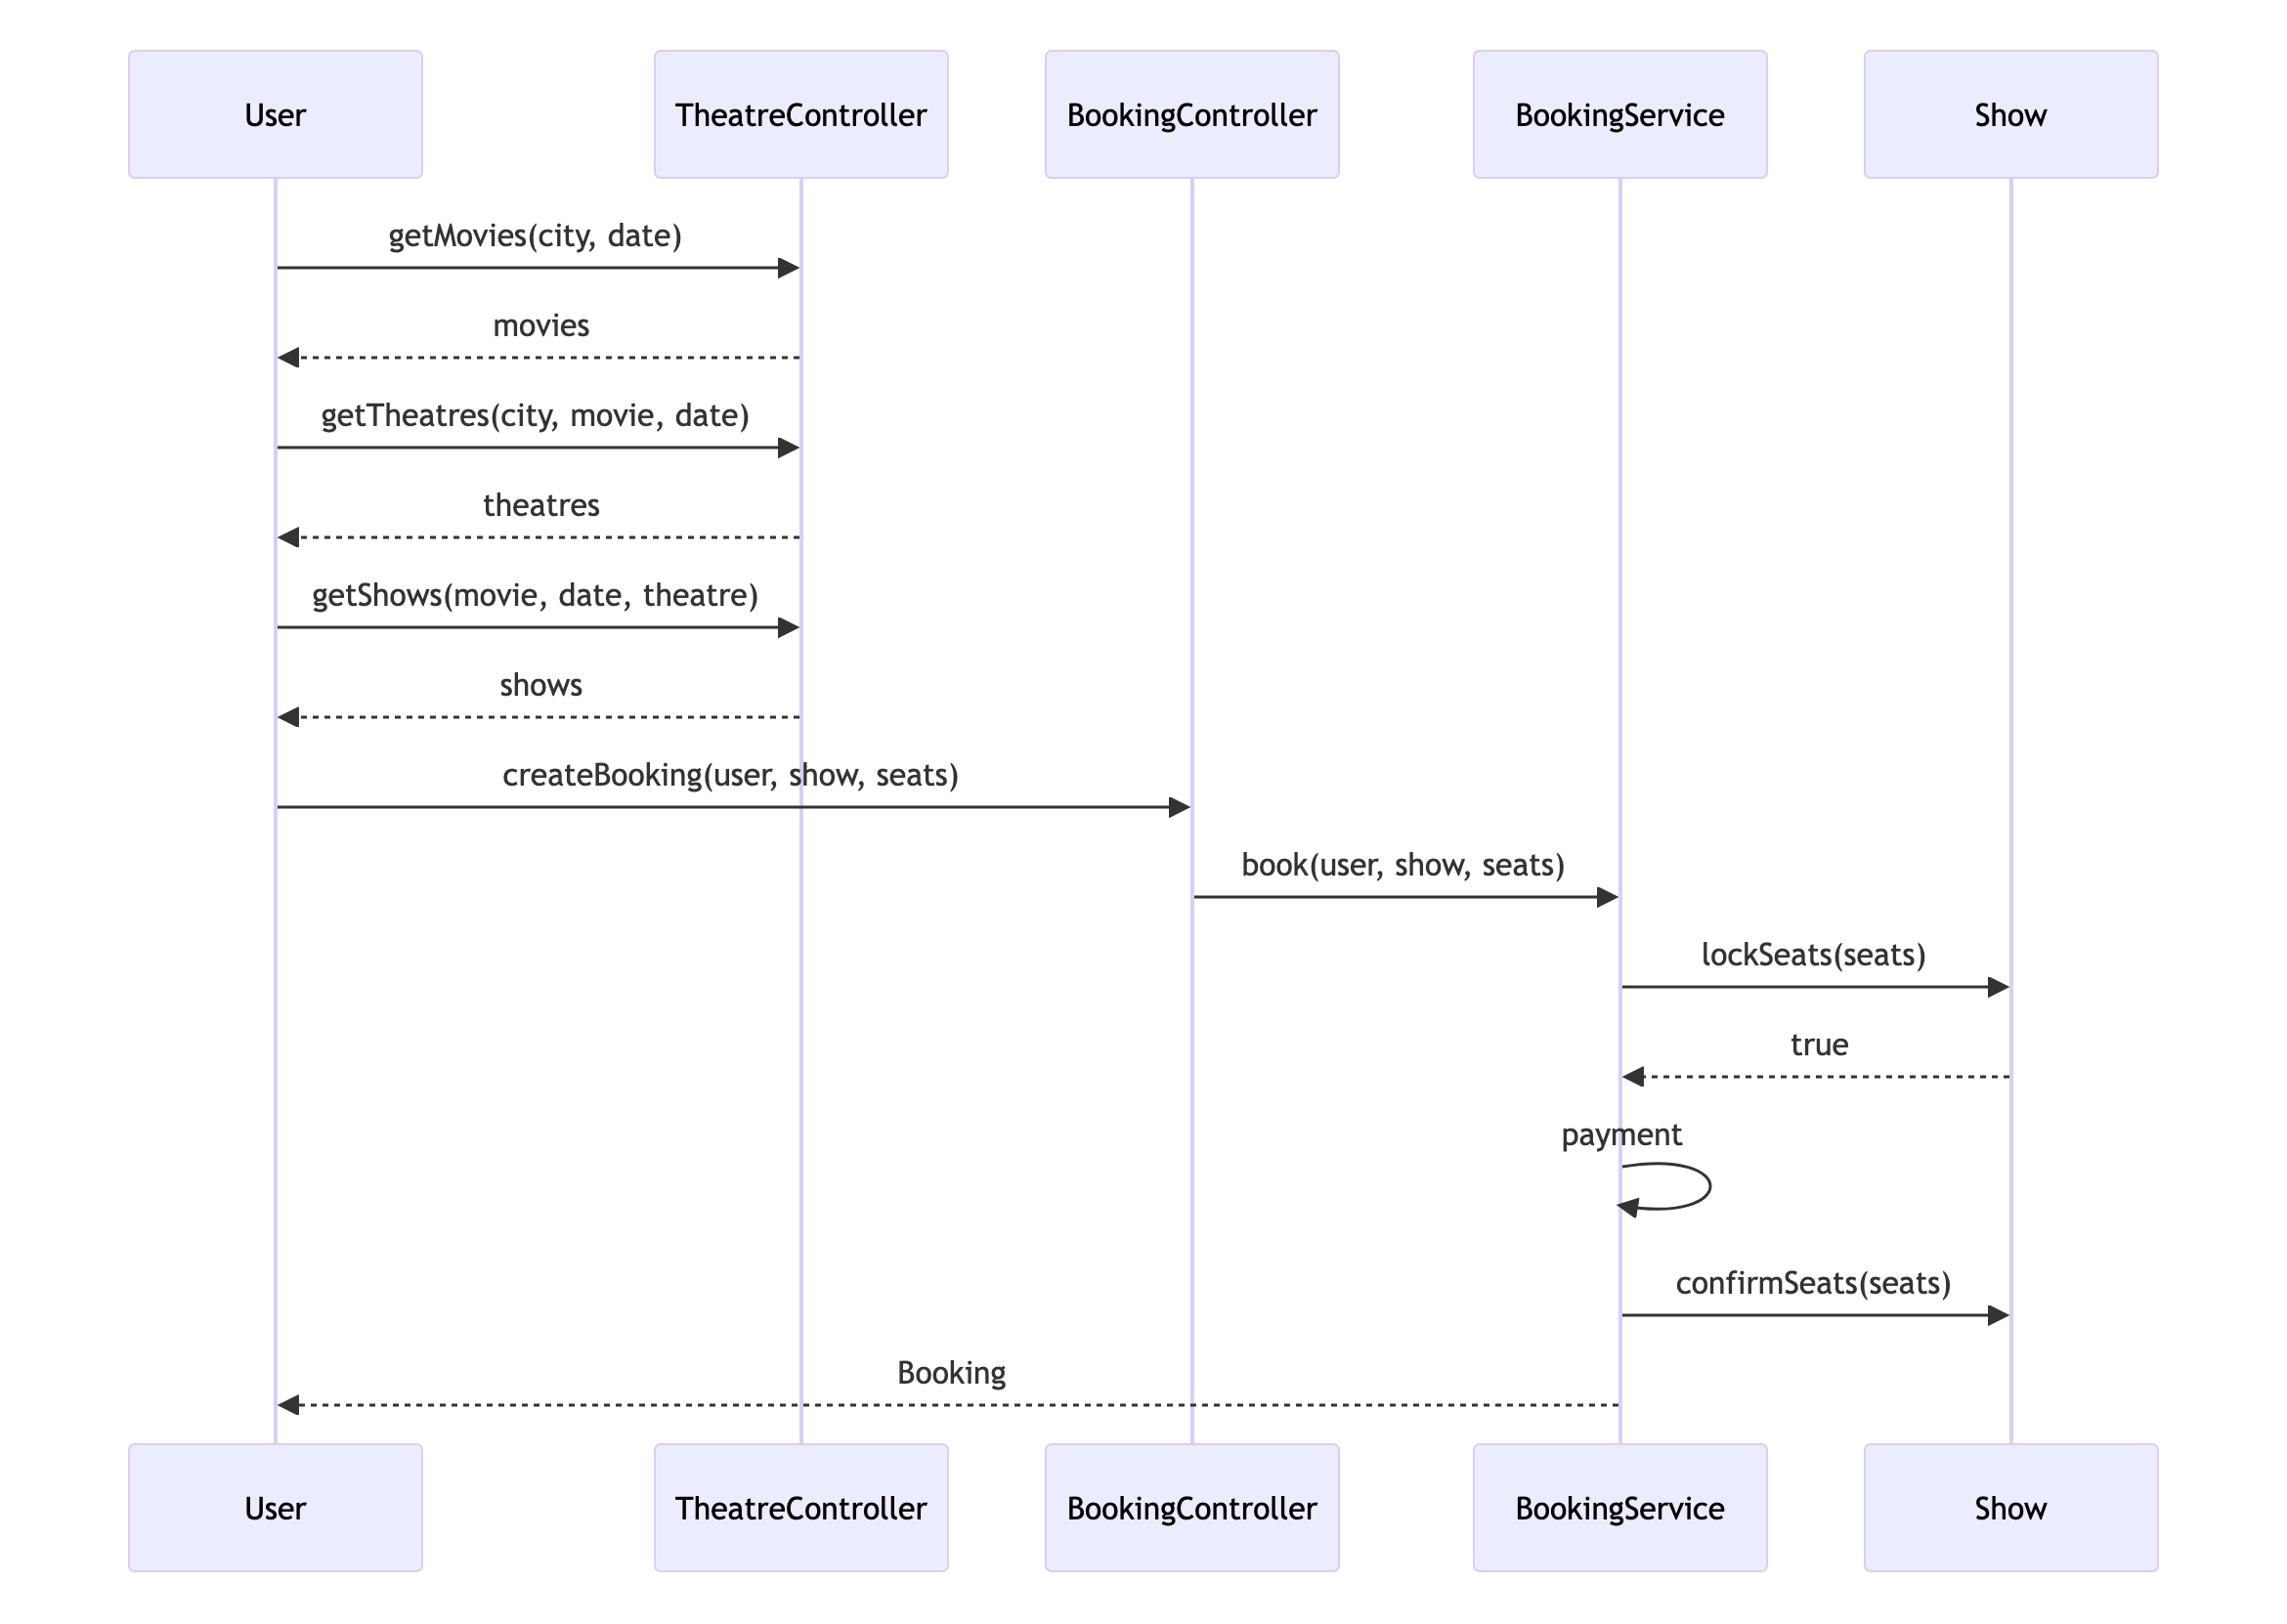 User
TheatreController
BookingController
BookingService
Show
getMovies(city, date)
movies
getTheatres(city, movie, date)
theatres
getShows(movie, date, theatre)
shows
createBooking(user, show, seats)
book(user, show, seats)
lockSeats(seats)
true
payment
confirmSeats(seats)
Booking
User
TheatreController
BookingController
BookingService
Show